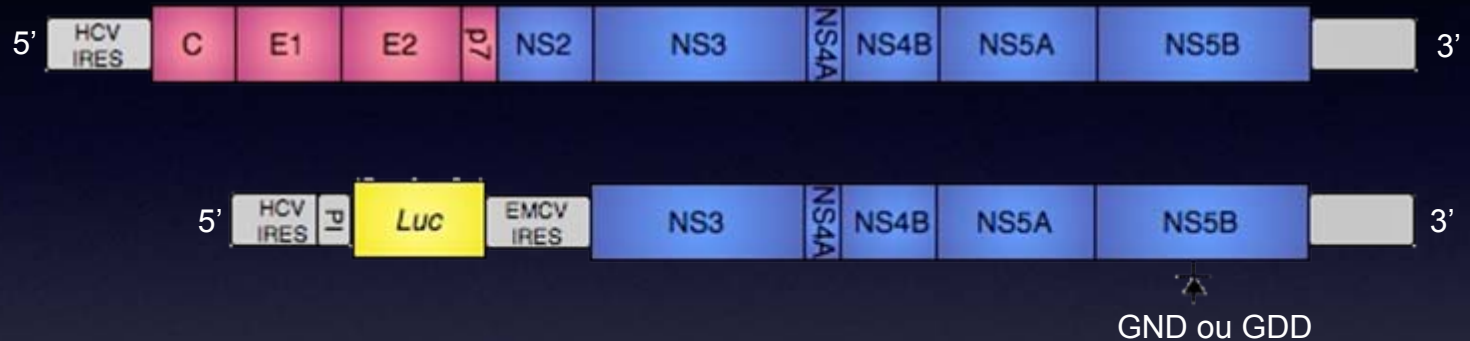 5’ HCV IRES C E1 E2 p7 NS2 NS3 NS4A NS4B NS5A NS5B 3’
5’ HCV IRES PI Luc EMCV IRES NS3 NS4A NS4B NS5A NS5B 3’
GND ou GDD